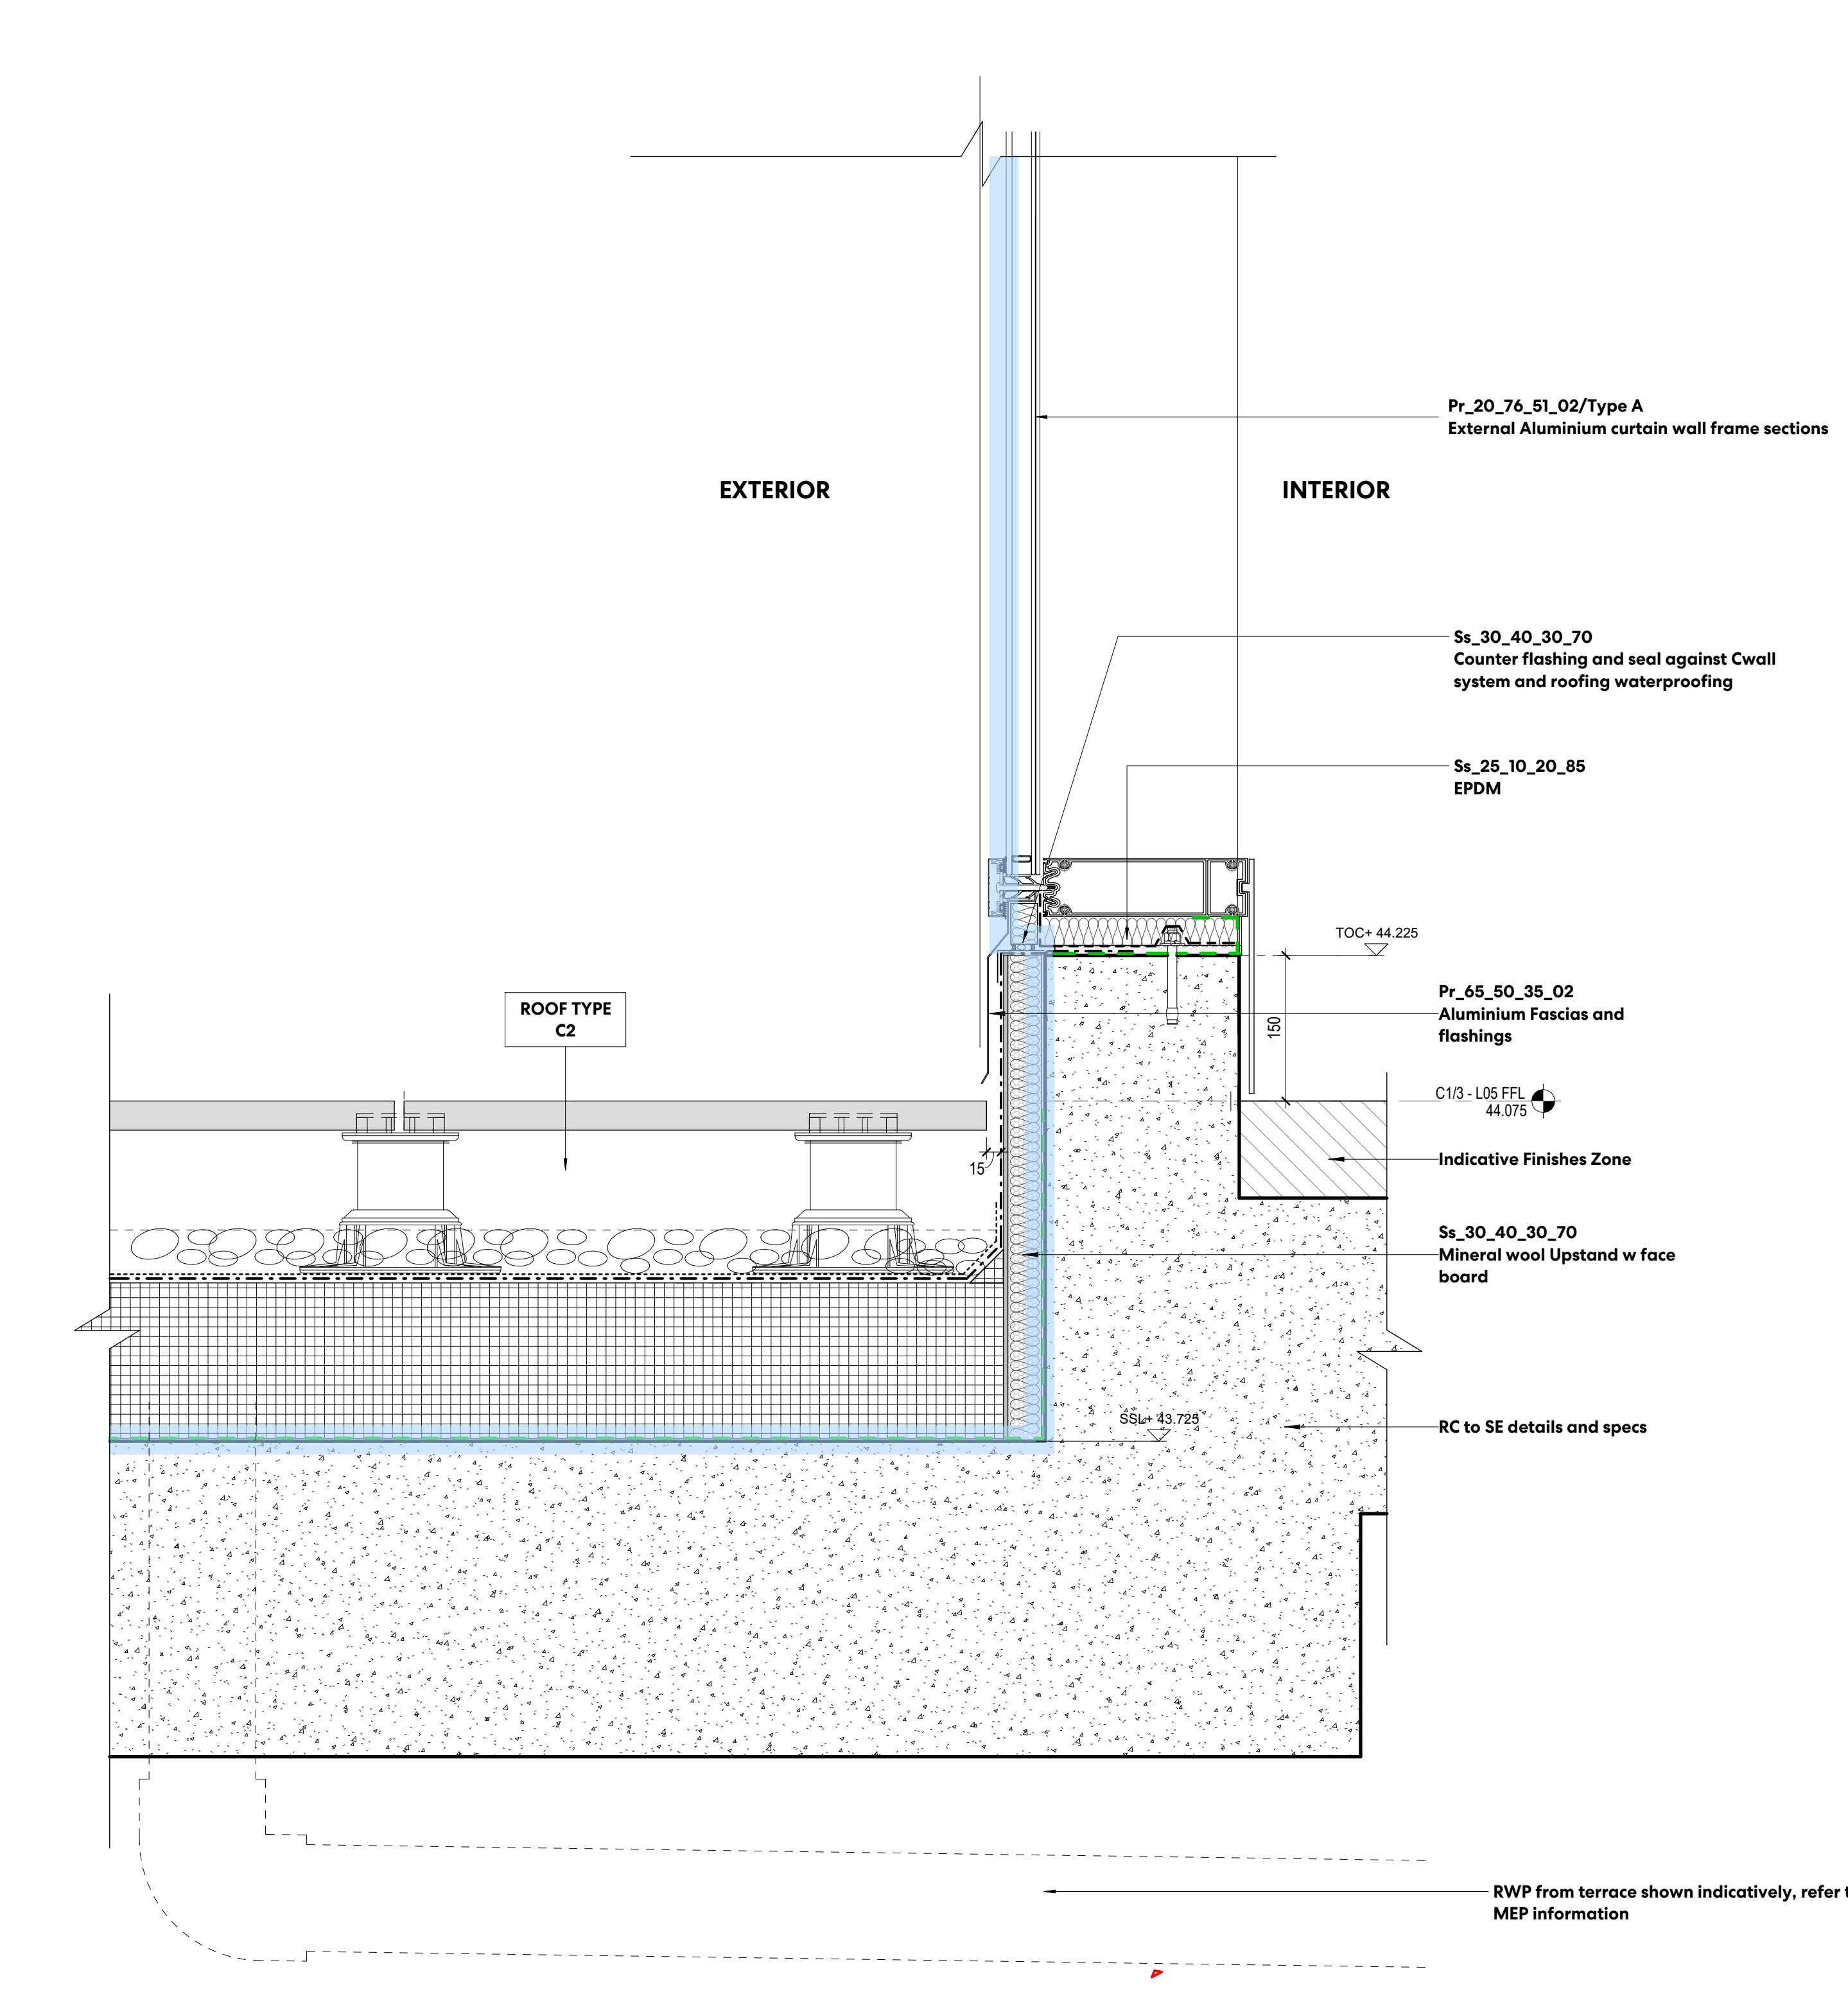 Pr_20_76_51_02/Type A
External Aluminium curtain wall frame sections
EXTERIOR
INTERIOR
Ss_30_40_30_70
Counter flashing and seal against Cwall
system and roofing waterproofing
Ss_25_10_20_85
EPDM
TOC+ 44.225
ROOF TYPE
C2
Pr_65_50_35_02
Aluminium Fascias and
flashings
150
C1/3 - L05 FFL
44.075
15
Indicative Finishes Zone
Ss_30_40_30_70
Mineral wool Upstand w face
board
SSL+ 43.725
RC to SE details and specs
RWP from terrace shown indicatively, refer t
MEP information